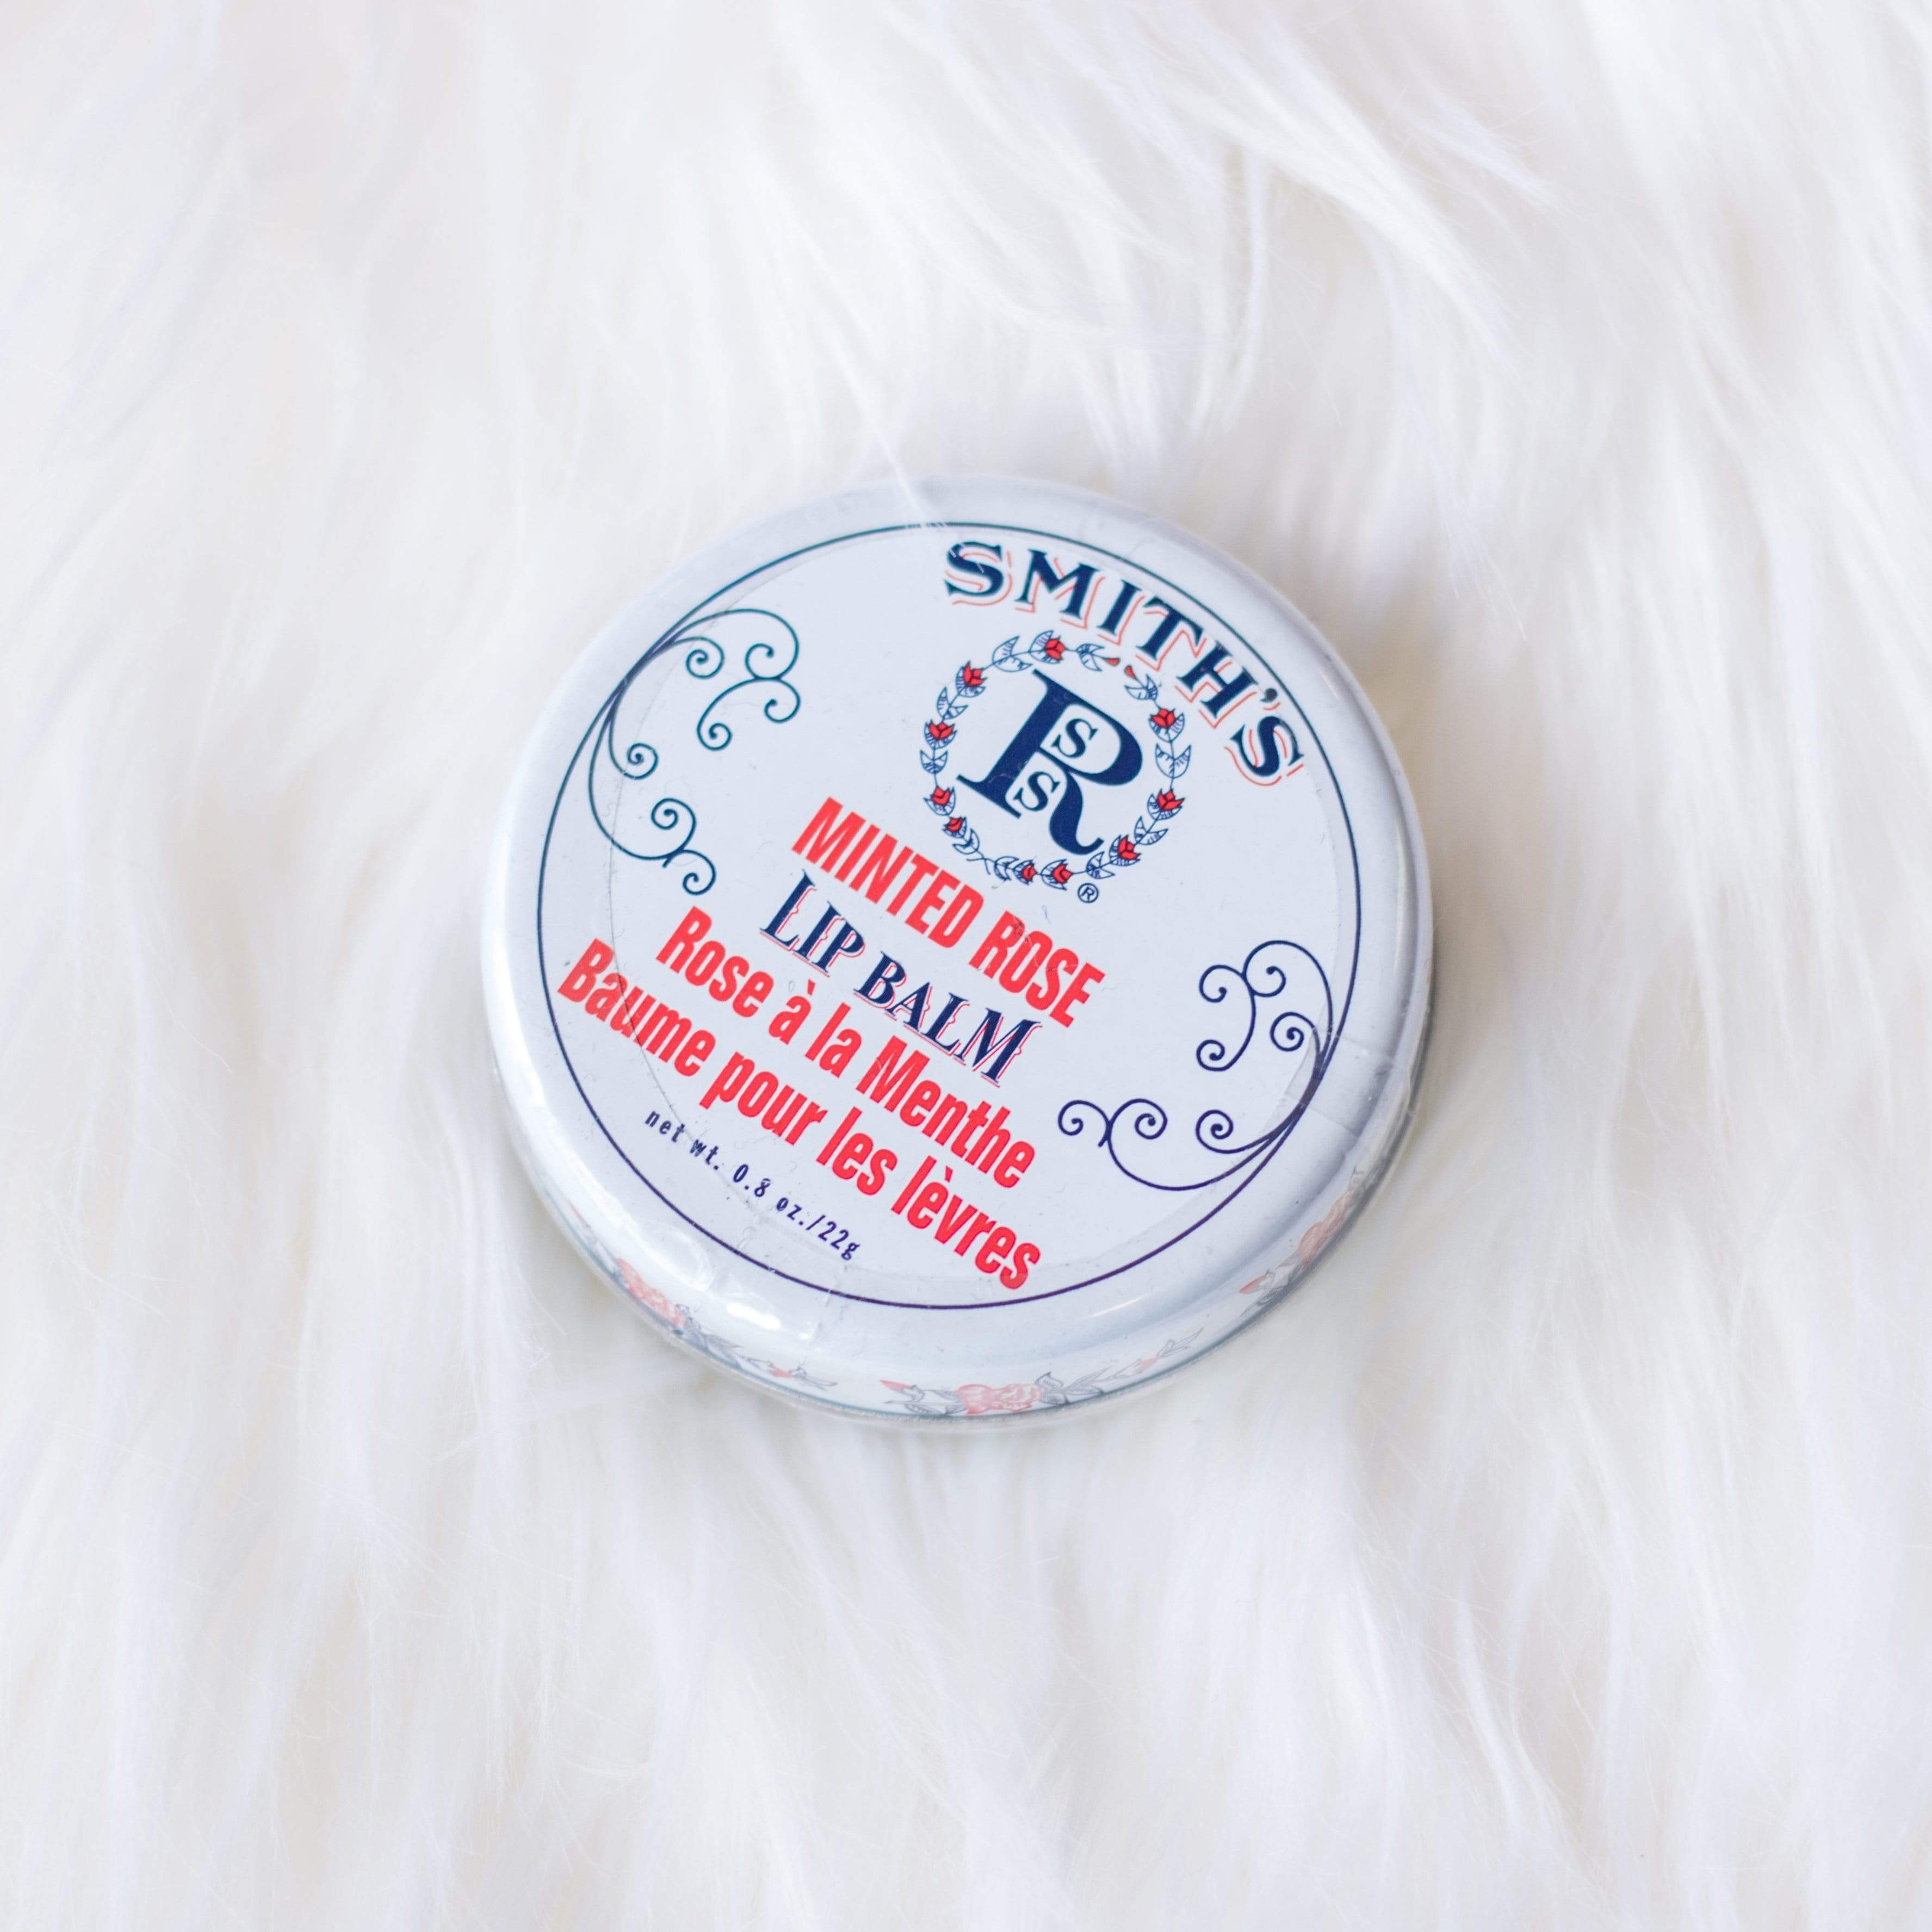 SMITH'S
R
S
S
®
MINTED ROSE
LIP BALM
Rose à la Menthe
Baume pour les lèvres
net wt. 0.8 oz./22g